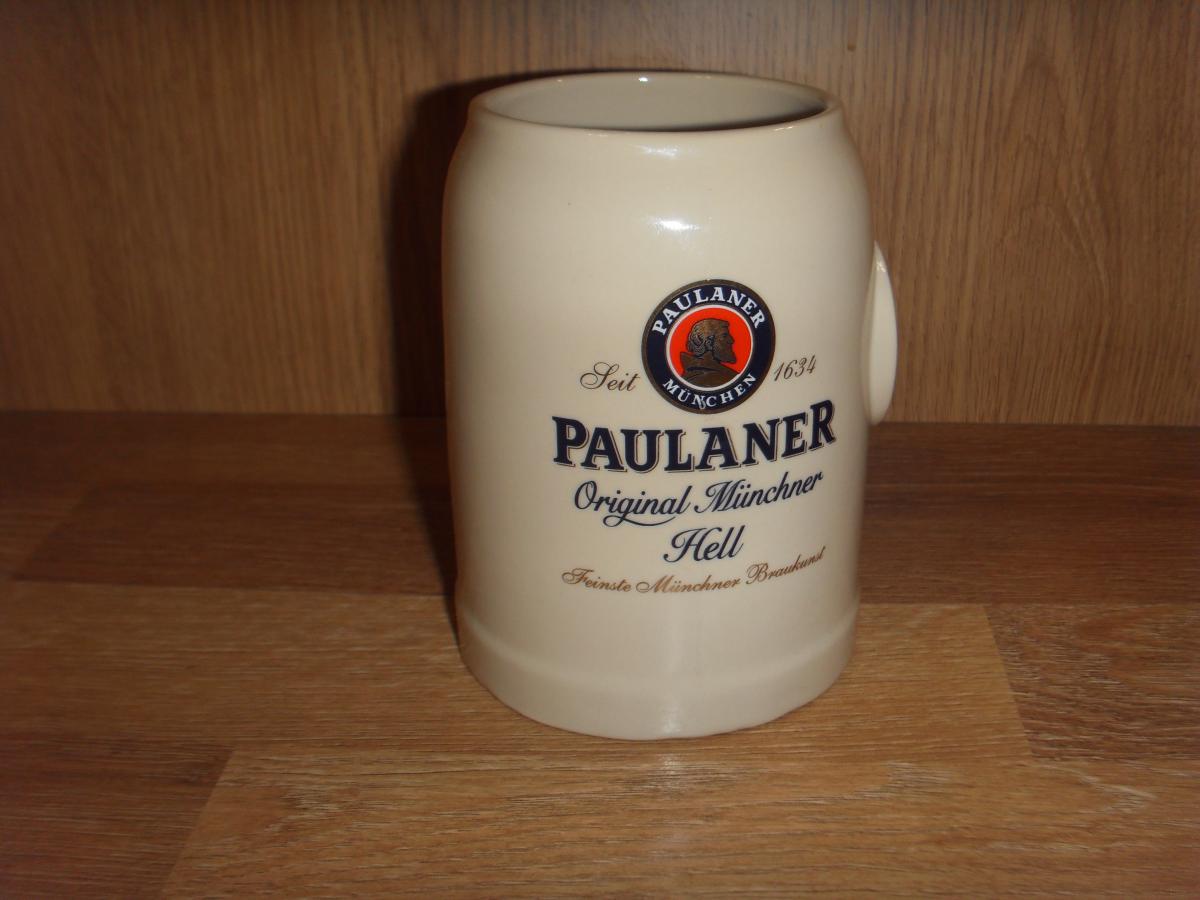 PAULANER
MÜNCHEN
Seit 1634
PAULANER
Original Münchner
Hell
Feinste Münchner Braukunst